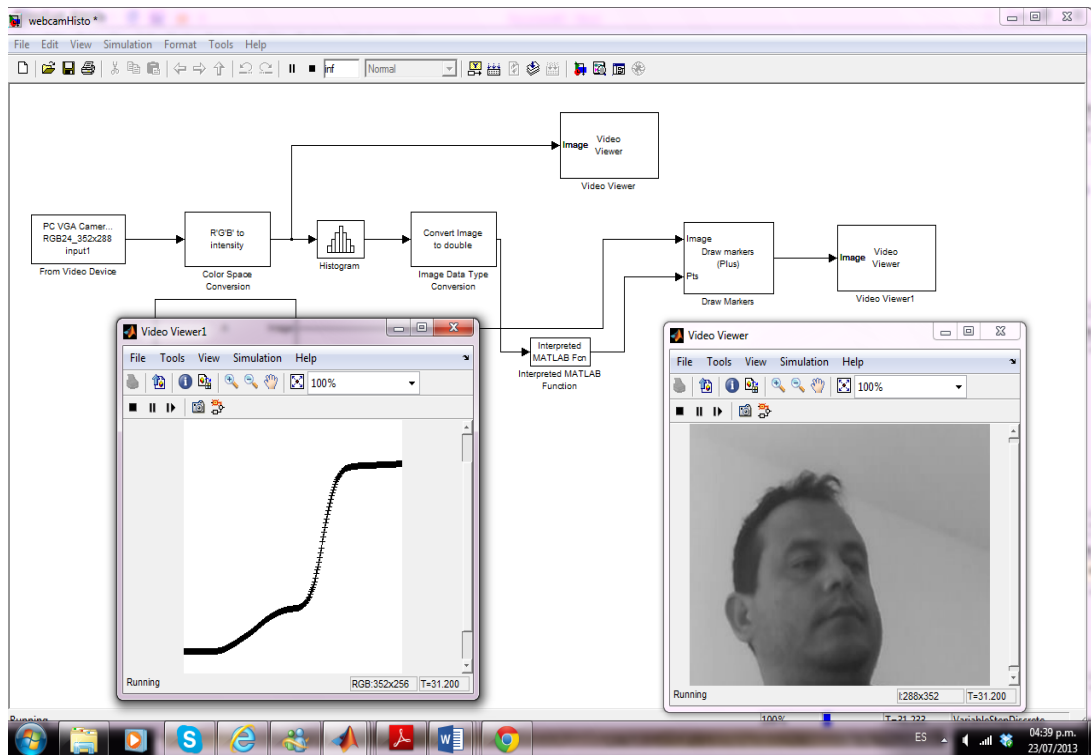 webcamHisto *
File Edit View Simulation Format Tools Help
inf Normal
Image Video
Viewer
Video Viewer
PC VGA Camer...
RGB24_352x288
input1
From Video Device
R'G'B' to
intensity
Color Space
Conversion
Histogram
Convert Image
to double
Image Data Type
Conversion
Image
Draw markers
(Plus)
Pts
Draw Markers
Image Video
Viewer
Video Viewer1
Interpreted
MATLAB Fcn
Interpreted MATLAB
Function
Video Viewer1
File Tools View Simulation Help
100%
Running RGB:352x256 T=31.200
Video Viewer
File Tools View Simulation Help
100%
Running I:288x352 T=31.200
Running 100% T=31.233 VariableStepDiscrete
ES 04:39 p.m.
23/07/2013